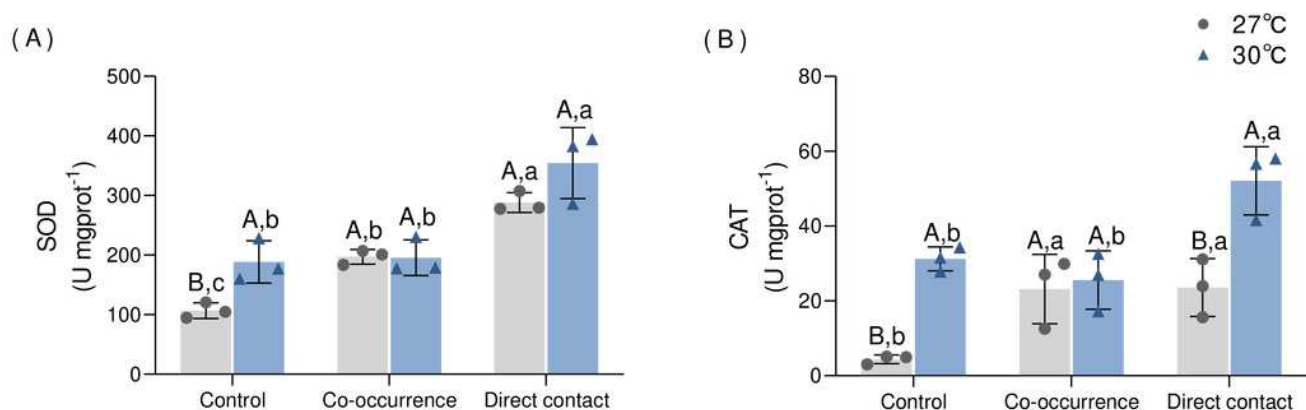 27°C
30°C
(A)
(B)
SOD
(U mgprot⁻¹)
500
400
300
200
100
0
B,c
A,b
A,b
A,b
A,a
A,a
Control
Co-occurrence
Direct contact
CAT
(U mgprot⁻¹)
80
60
40
20
0
B,b
A,b
A,a
A,b
B,a
A,a
Control
Co-occurrence
Direct contact